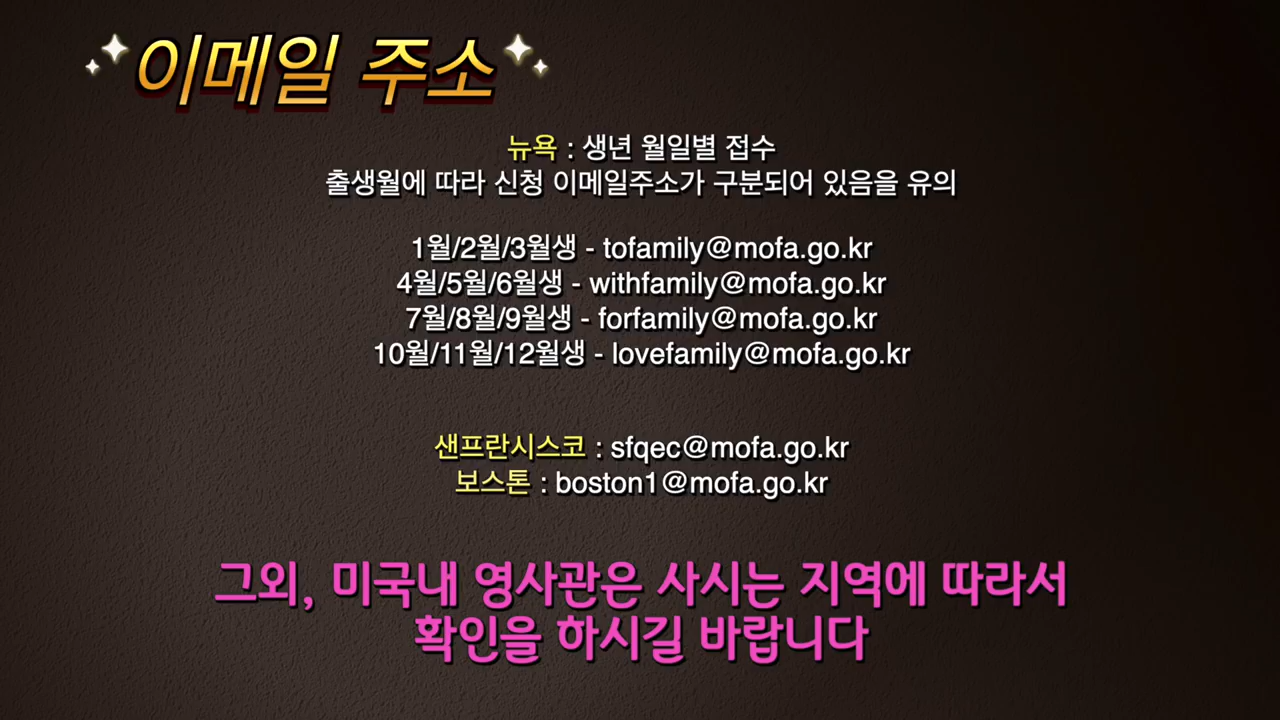 이메일 주소
뉴욕 : 생년 월일별 접수
출생월에 따라 신청 이메일주소가 구분되어 있음을 유의
1월/2월/3월생 - tofamily@mofa.go.kr
4월/5월/6월생 - withfamily@mofa.go.kr
7월/8월/9월생 - forfamily@mofa.go.kr
10월/11월/12월생 - lovefamily@mofa.go.kr
샌프란시스코 : sfqec@mofa.go.kr
보스톤 : boston1@mofa.go.kr
그외, 미국내 영사관은 사시는 지역에 따라서
확인을 하시길 바랍니다